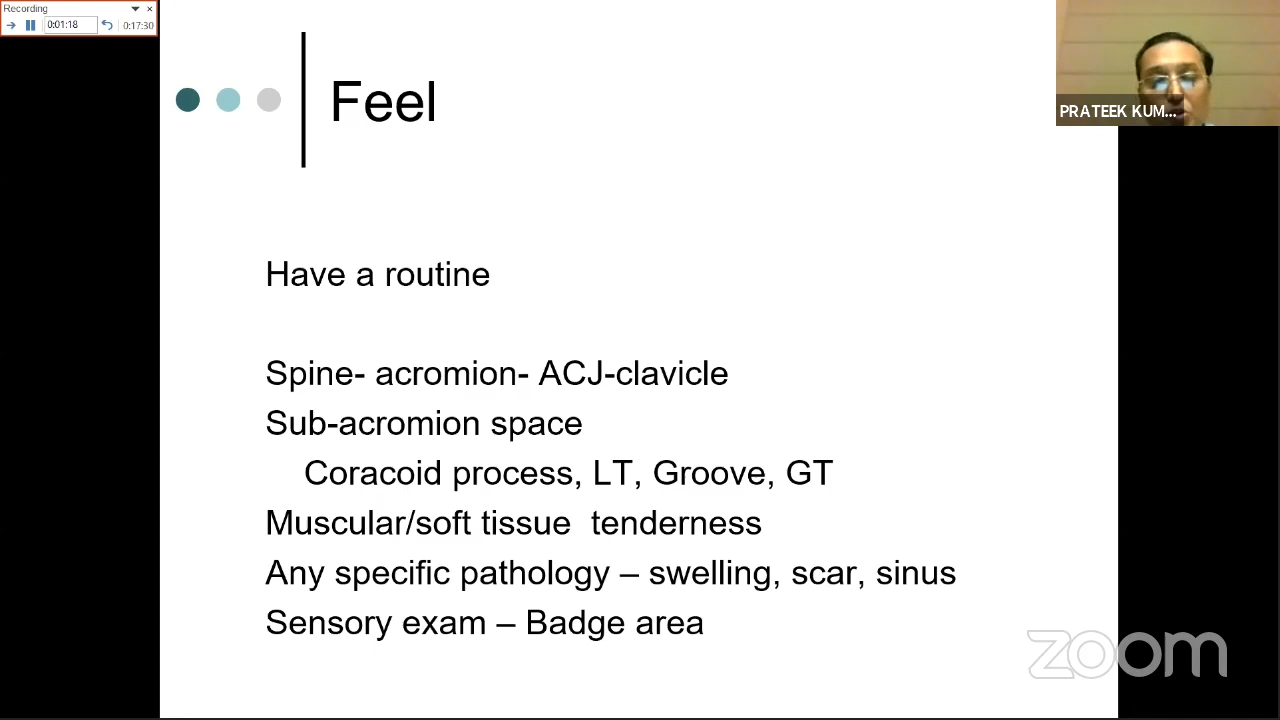 Recording
0:01:18
0:17:30
Feel
PRATEEK KUM...
Have a routine
Spine- acromion- ACJ-clavicle
Sub-acromion space
Coracoid process, LT, Groove, GT
Muscular/soft tissue  tenderness
Any specific pathology – swelling, scar, sinus
Sensory exam – Badge area
zoom